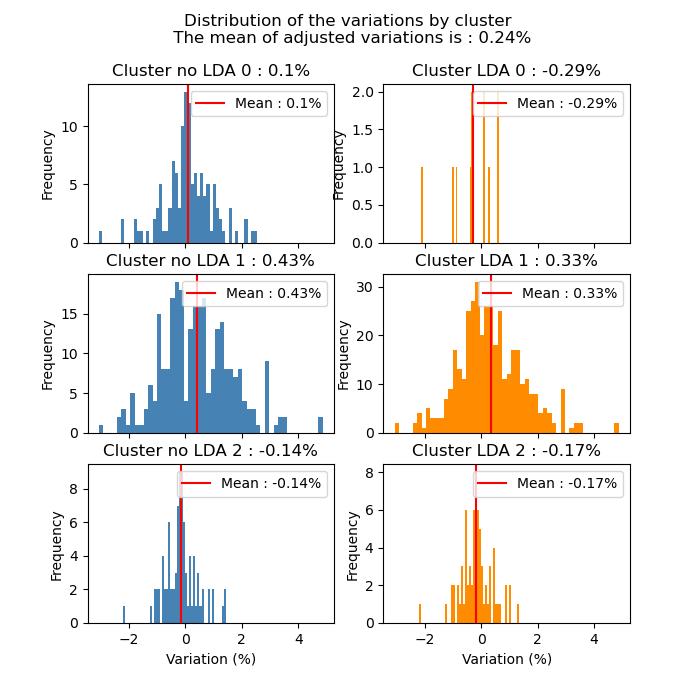 Distribution of the variations by cluster
The mean of adjusted variations is : 0.24%
Cluster no LDA 0 : 0.1%
Cluster LDA 0 : -0.29%
Mean : 0.1%
Mean : -0.29%
Frequency
10
5
0
Frequency
2.0
1.5
1.0
0.5
0.0
Cluster no LDA 1 : 0.43%
Cluster LDA 1 : 0.33%
Mean : 0.43%
Mean : 0.33%
Frequency
15
10
5
0
Frequency
30
20
10
0
Cluster no LDA 2 : -0.14%
Cluster LDA 2 : -0.17%
Mean : -0.14%
Mean : -0.17%
Frequency
8
6
4
2
0
Frequency
8
6
4
2
0
−2 0 2 4
−2 0 2 4
Variation (%)
Variation (%)